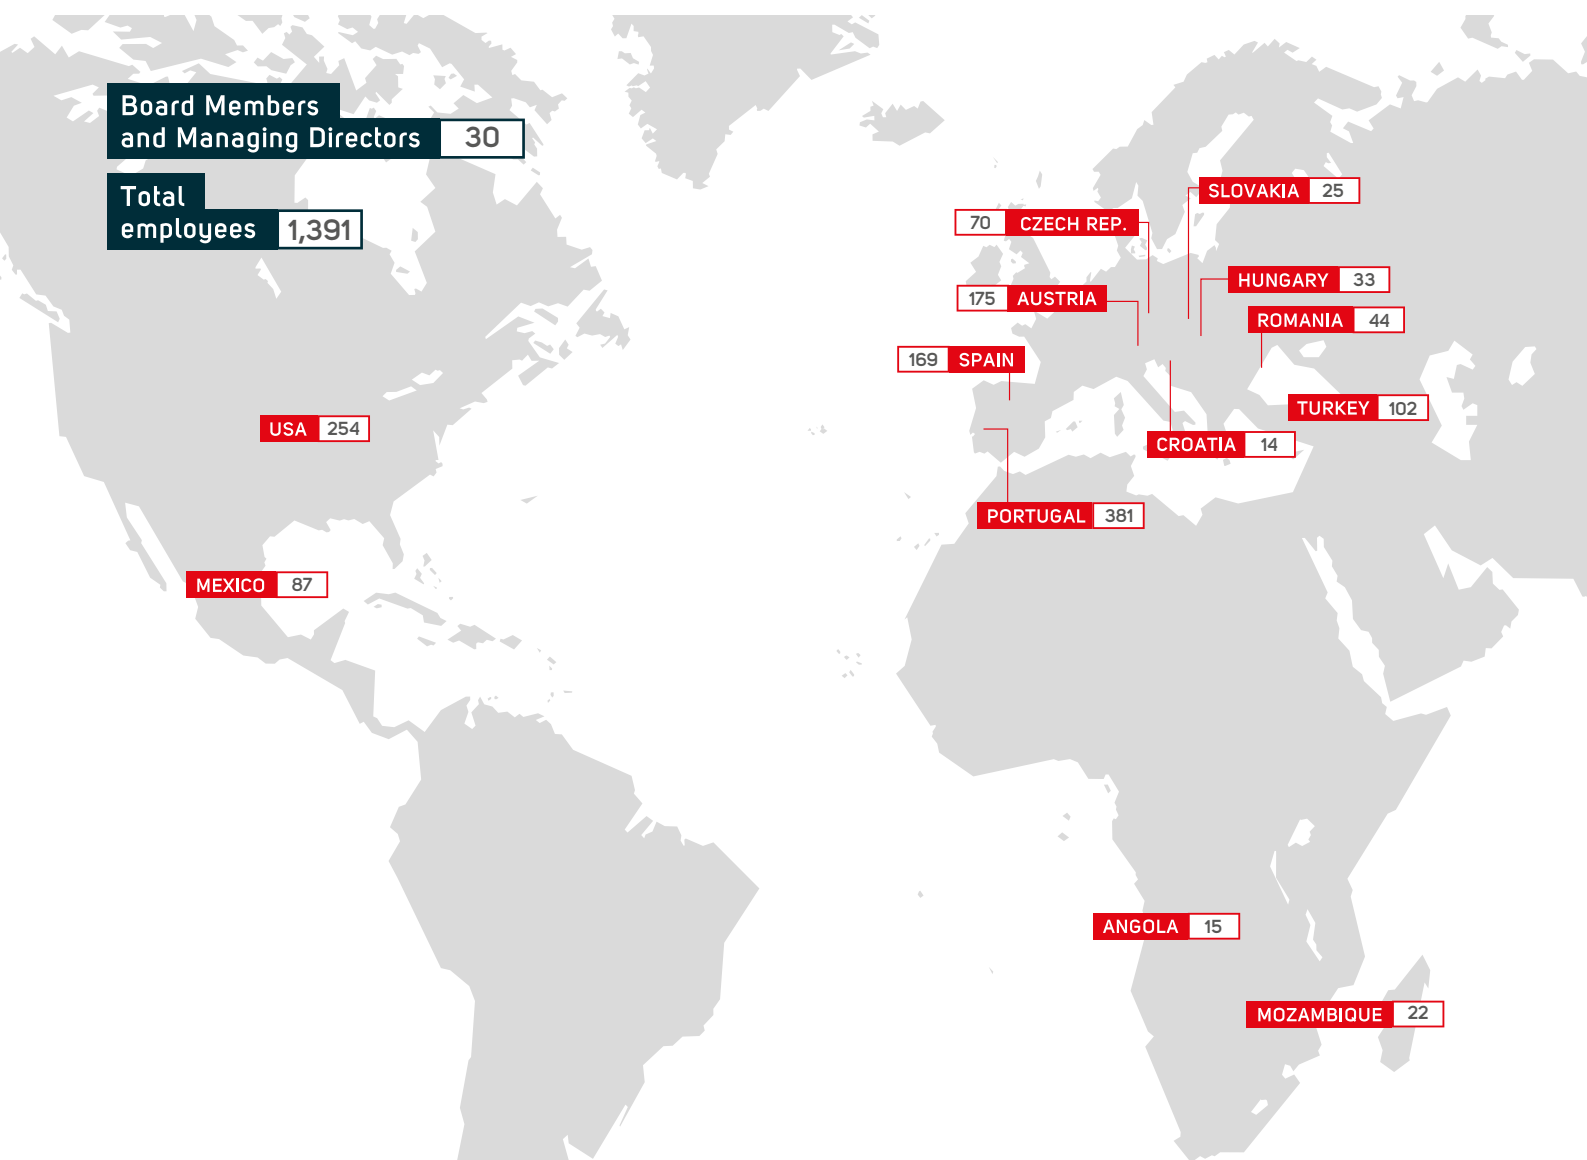 Board Members
and Managing Directors 30
Total
employees 1,391
SLOVAKIA 25
70 CZECH REP.
HUNGARY 33
175 AUSTRIA
ROMANIA 44
169 SPAIN
TURKEY 102
USA 254
CROATIA 14
PORTUGAL 381
MEXICO 87
ANGOLA 15
MOZAMBIQUE 22